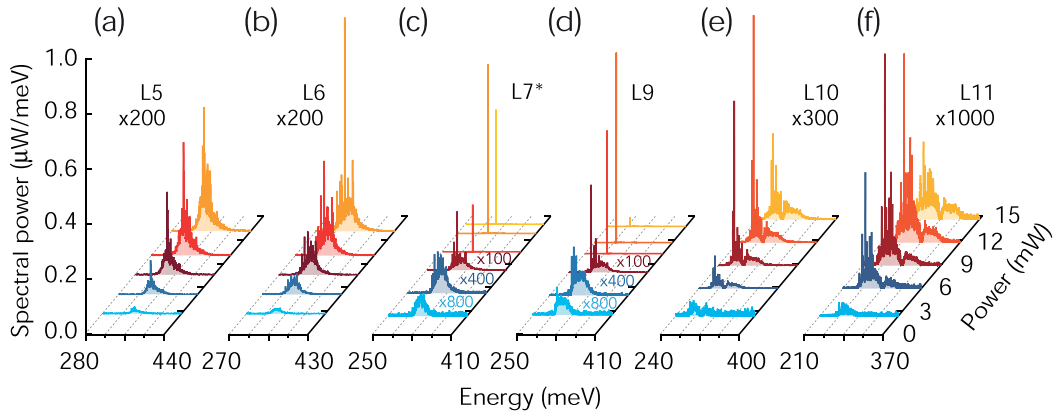 (a) (b) (c) (d) (e) (f)
1.0
0.8
0.6
0.4
0.2
0.0
Spectral power (μW/meV)
L5
x200
L6
x200
L7*
L9
L10
x300
L11
x1000
x100
x400
x800
x100
x400
x800
15
12
9
6
3
0
Power (mW)
280 440 270 430 250 410 250 410 240 400 210 370
Energy (meV)